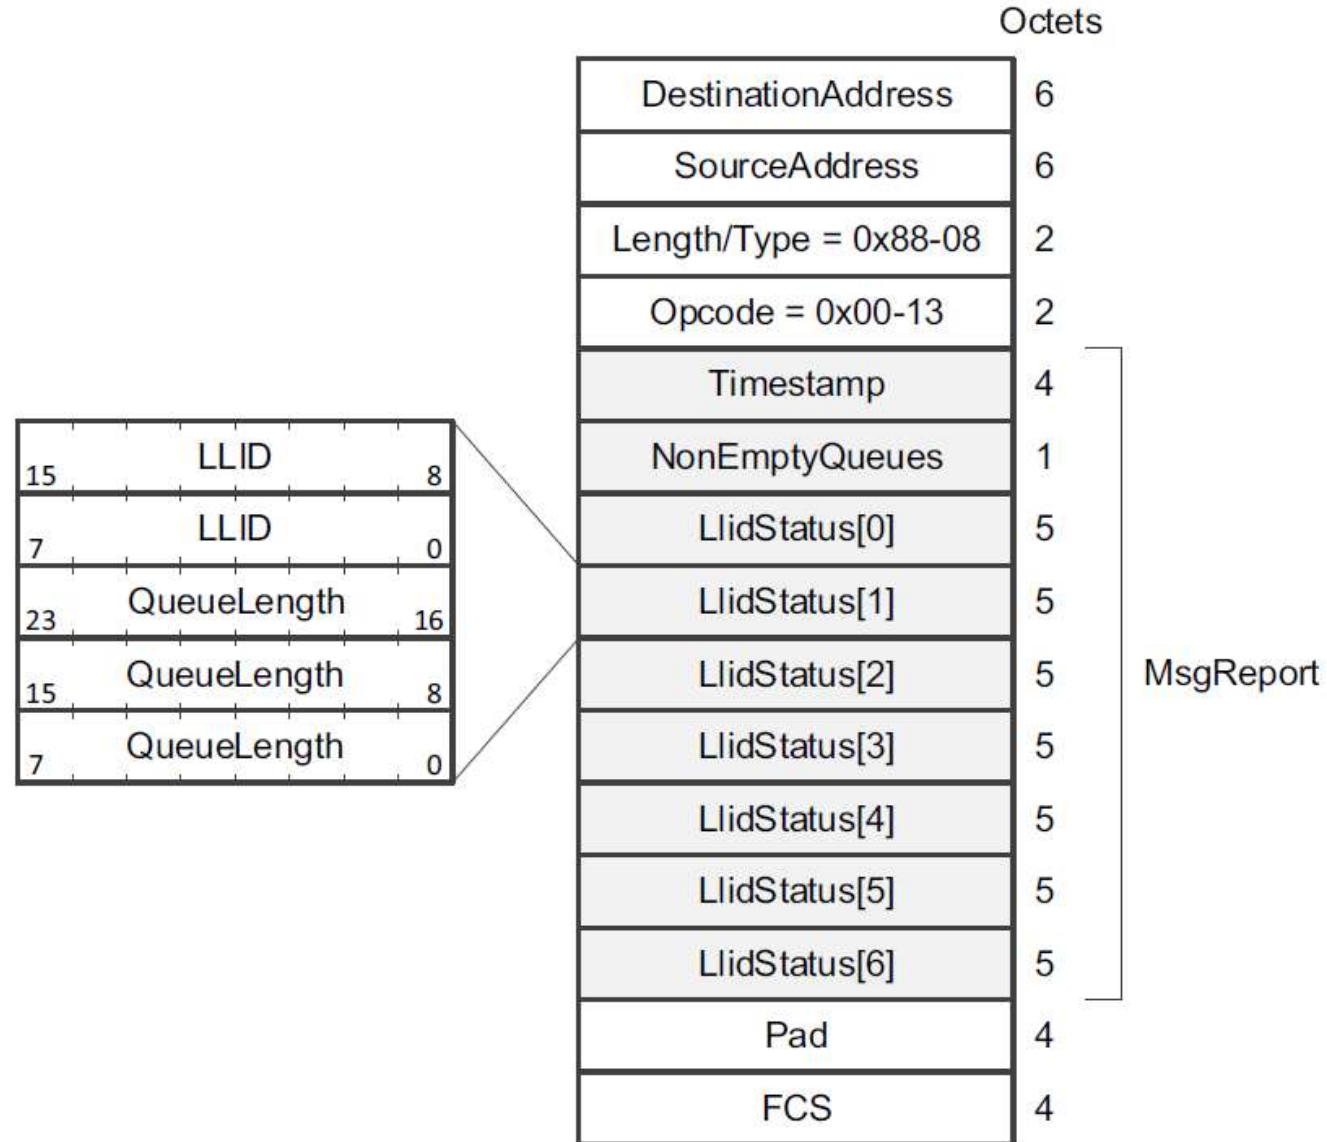 Octets
DestinationAddress 6
SourceAddress 6
Length/Type = 0x88-08 2
Opcode = 0x00-13 2
Timestamp 4
NonEmptyQueues 1
LlidStatus[0] 5
LlidStatus[1] 5
LlidStatus[2] 5
LlidStatus[3] 5
LlidStatus[4] 5
LlidStatus[5] 5
LlidStatus[6] 5
Pad 4
FCS 4
MsgReport
15 LLID 8
7 LLID 0
23 QueueLength 16
15 QueueLength 8
7 QueueLength 0